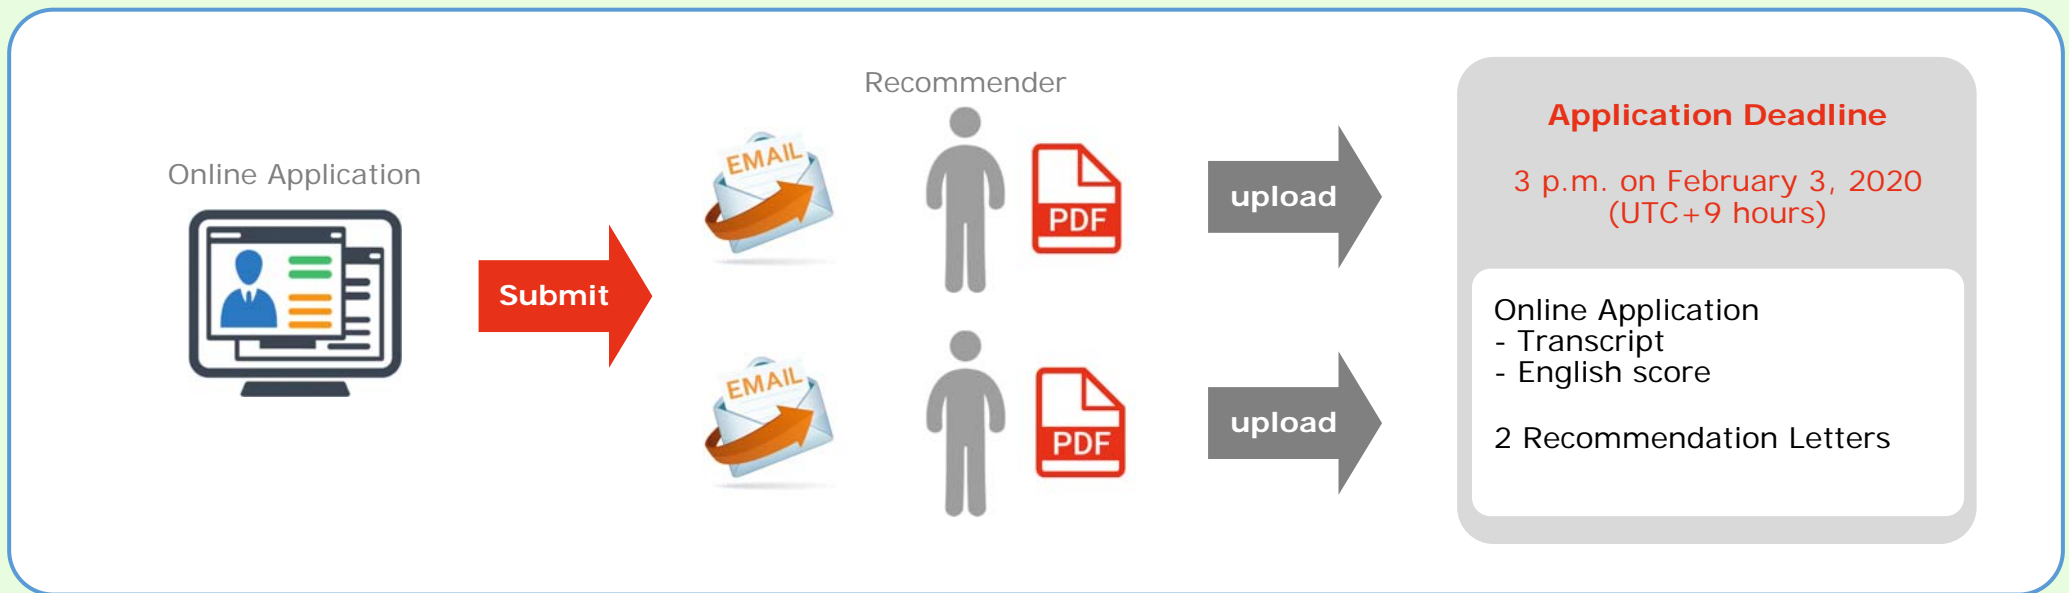 Online Application
Submit
Recommender
EMAIL
PDF
upload
EMAIL
PDF
upload
Application Deadline
3 p.m. on February 3, 2020
(UTC+9 hours)
Online Application
- Transcript
- English score
2 Recommendation Letters